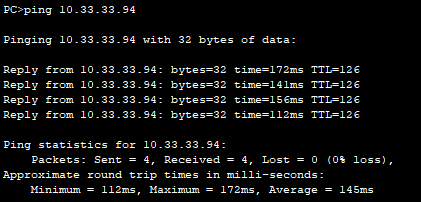 PC>ping 10.33.33.94
Pinging 10.33.33.94 with 32 bytes of data:
Reply from 10.33.33.94: bytes=32 time=172ms TTL=126
Reply from 10.33.33.94: bytes=32 time=141ms TTL=126
Reply from 10.33.33.94: bytes=32 time=156ms TTL=126
Reply from 10.33.33.94: bytes=32 time=112ms TTL=126
Ping statistics for 10.33.33.94:
Packets: Sent = 4, Received = 4, Lost = 0 (0% loss),
Approximate round trip times in milli-seconds:
Minimum = 112ms, Maximum = 172ms, Average = 145ms